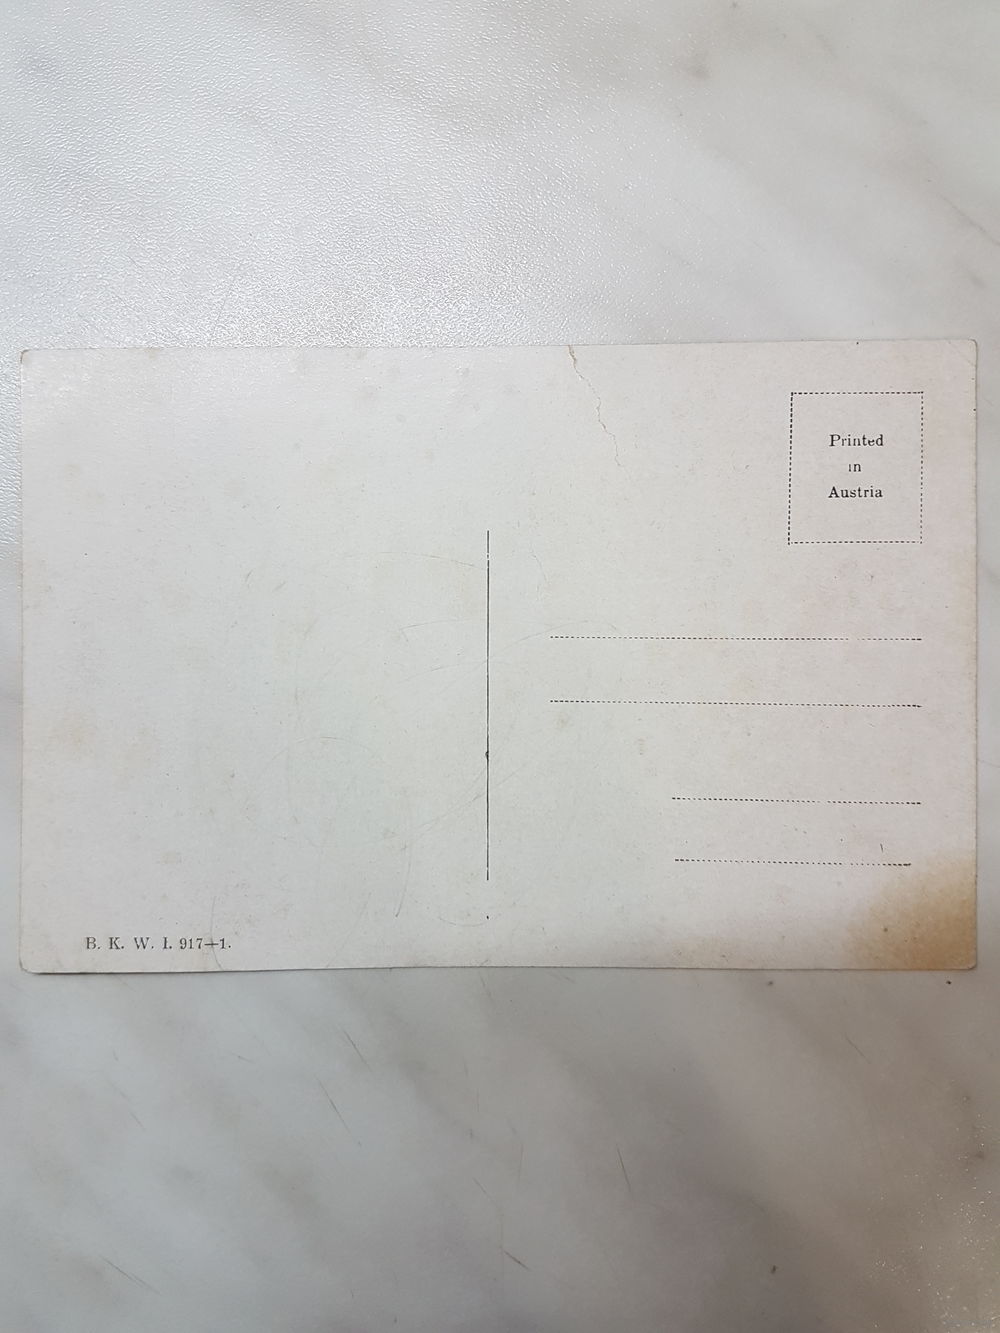 Printed
in
Austria
B. K. W. I. 917—1.